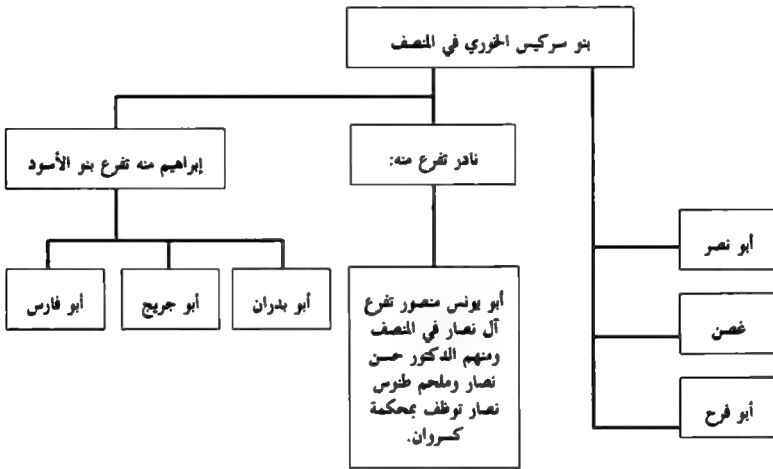 بنو سركيس الخوري في المنصف
نادر تفرع منه:
إبراهيم منه تفرع بنو الأسود
أبو نصر
غصن
أبو فرح
أبو يونس منصور تفرع
آل نصار في المنصف
ومنهم الدكتور حسن
نصار وملحم طنوس
نصار توظف بمحكمة
كسروان.
أبو بدران
أبو جريج
أبو فارس